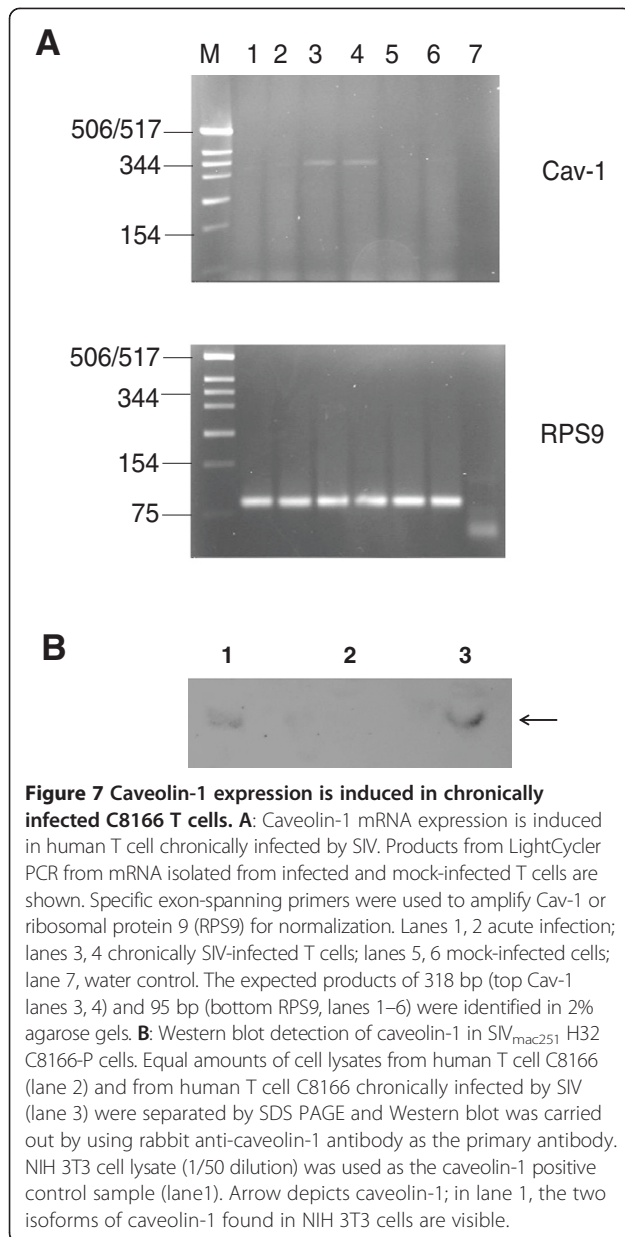 A
M 1 2 3 4 5 6 7
506/517
344
154
Cav-1
506/517
344
154
75
RPS9
B
1 2 3
Figure 7 Caveolin-1 expression is induced in chronically
infected C8166 T cells. A: Caveolin-1 mRNA expression is induced
in human T cell chronically infected by SIV. Products from LightCycler
PCR from mRNA isolated from infected and mock-infected T cells are
shown. Specific exon-spanning primers were used to amplify Cav-1 or
ribosomal protein 9 (RPS9) for normalization. Lanes 1, 2 acute infection;
lanes 3, 4 chronically SIV-infected T cells; lanes 5, 6 mock-infected cells;
lane 7, water control. The expected products of 318 bp (top Cav-1
lanes 3, 4) and 95 bp (bottom RPS9, lanes 1–6) were identified in 2%
agarose gels. B: Western blot detection of caveolin-1 in SIVmac251 H32
C8166-P cells. Equal amounts of cell lysates from human T cell C8166
(lane 2) and from human T cell C8166 chronically infected by SIV
(lane 3) were separated by SDS PAGE and Western blot was carried
out by using rabbit anti-caveolin-1 antibody as the primary antibody.
NIH 3T3 cell lysate (1/50 dilution) was used as the caveolin-1 positive
control sample (lane1). Arrow depicts caveolin-1; in lane 1, the two
isoforms of caveolin-1 found in NIH 3T3 cells are visible.